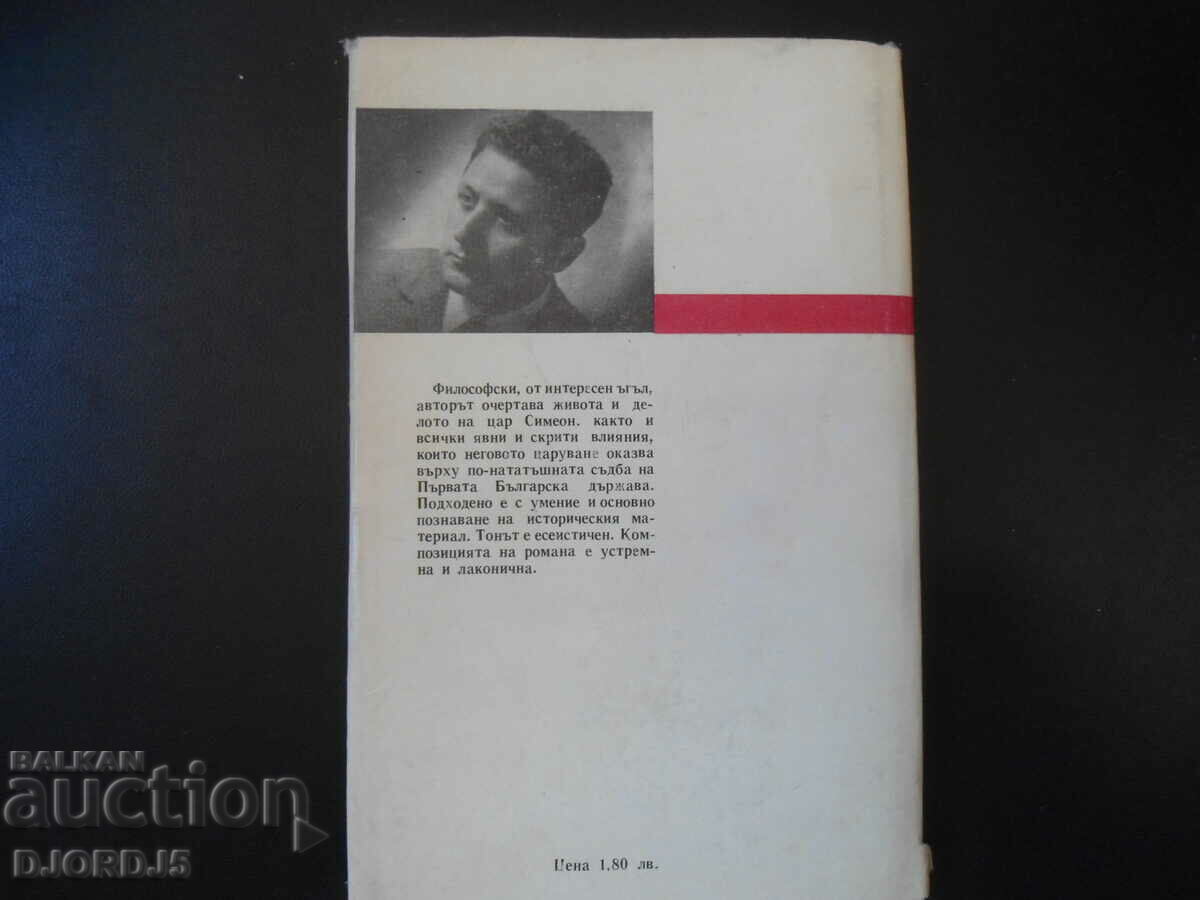 Философски, от интересен ъгъл,
авторът очертава живота и де-
лото на цар Симеон. както и
всички явни и скрити влияния,
които неговото царуване оказва
върху по-нататъшната съдба на
Първата Българска държава.
Подходено е с умение и основно
познаване на историческия ма-
териал. Тонът е есеистичен. Ком-
позицията на романа е устрем-
на и лаконична.
Цена 1,80 лв.
BALKAN
auction
DJORDJ5